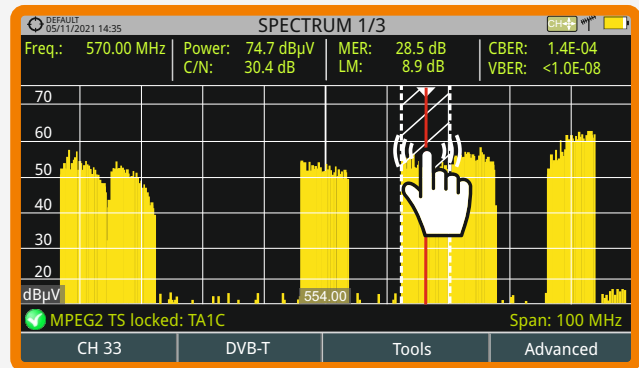 DEFAULT
05/11/2021 14:35
SPECTRUM 1/3
CH
Freq.: 570.00 MHz Power: 74.7 dBµV MER: 28.5 dB CBER: 1.4E-04
C/N: 30.4 dB LM: 8.9 dB VBER: <1.0E-08
70
60
50
40
30
20
dBµV 554.00
MPEG2 TS locked: TA1C Span: 100 MHz
CH 33 DVB-T Tools Advanced